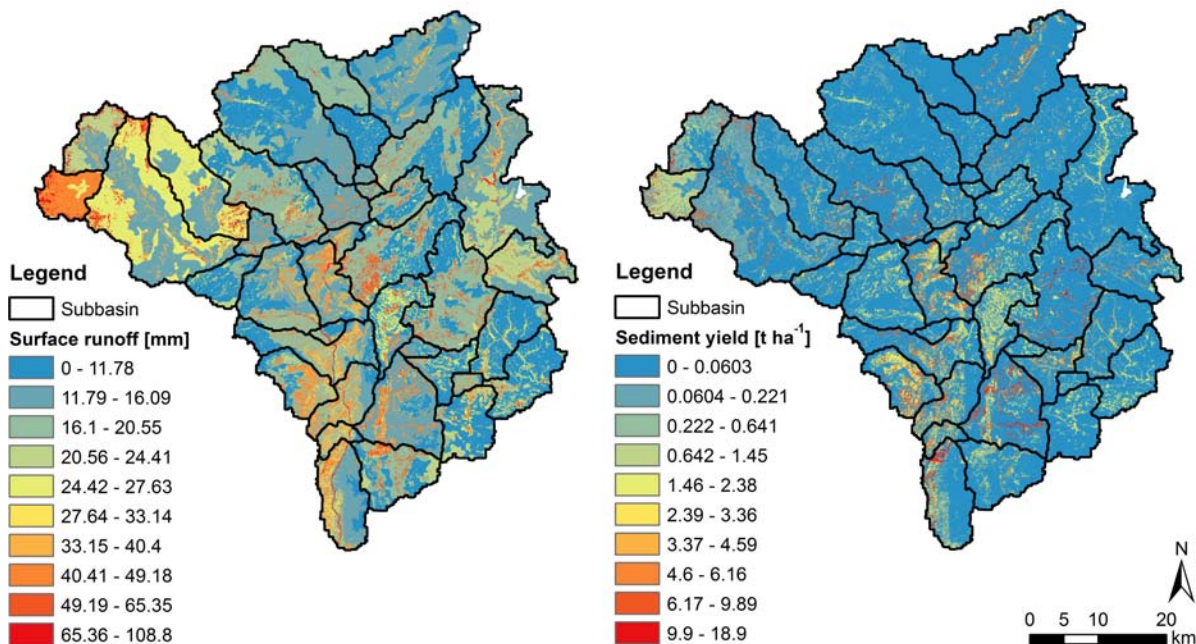 Legend
Subbasin
Surface runoff [mm]
0 - 11.78
11.79 - 16.09
16.1 - 20.55
20.56 - 24.41
24.42 - 27.63
27.64 - 33.14
33.15 - 40.4
40.41 - 49.18
49.19 - 65.35
65.36 - 108.8
Legend
Subbasin
Sediment yield [t ha⁻¹]
0 - 0.0603
0.0604 - 0.221
0.222 - 0.641
0.642 - 1.45
1.46 - 2.38
2.39 - 3.36
3.37 - 4.59
4.6 - 6.16
6.17 - 9.89
9.9 - 18.9
N
0 5 10 20
km